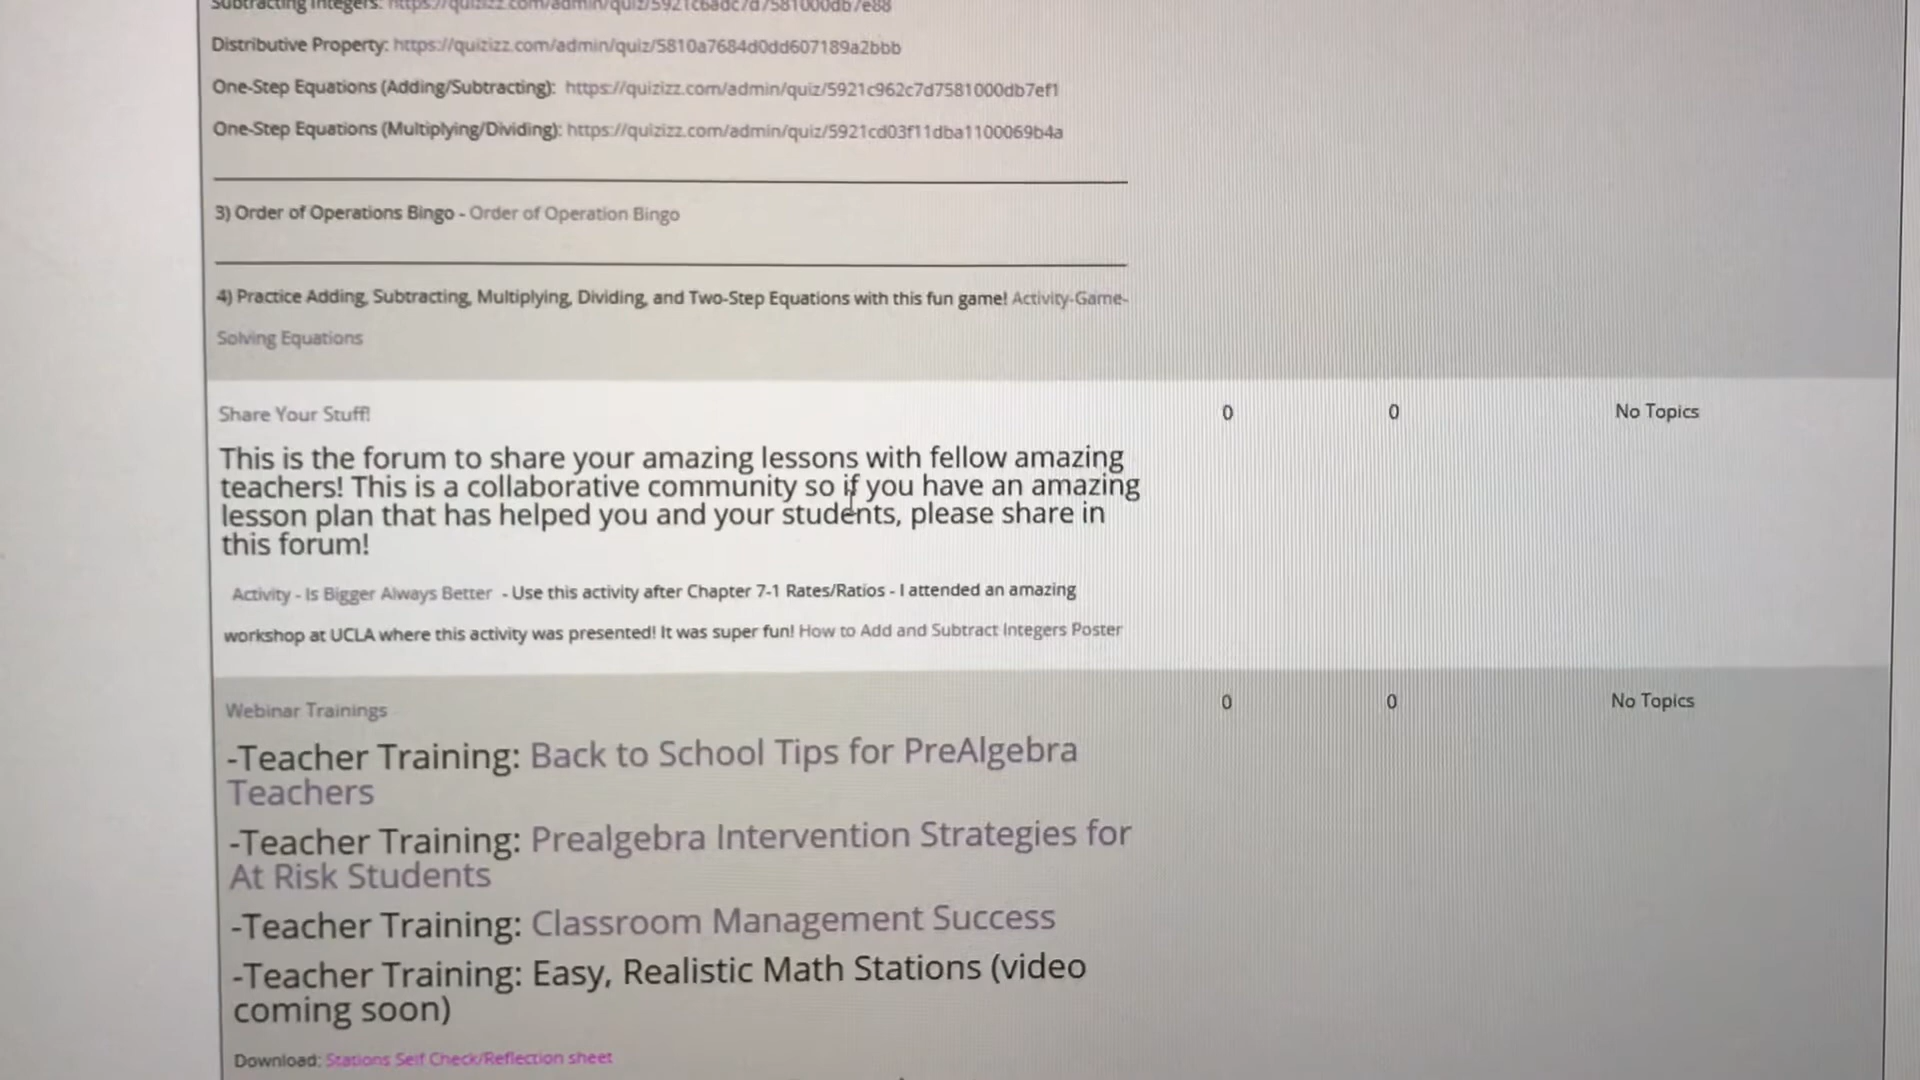 Subtracting Integers: https://quizizz.com/admin/quiz/5921c6adc7d7581000db7e88
Distributive Property: https://quizizz.com/admin/quiz/5810a7684d0dd607189a2bbb
One-Step Equations (Adding/Subtracting): https://quizizz.com/admin/quiz/5921c962c7d7581000db7ef1
One-Step Equations (Multiplying/Dividing): https://quizizz.com/admin/quiz/5921cd03f11dba1100069b4a
3) Order of Operations Bingo - Order of Operation Bingo
4) Practice Adding, Subtracting, Multiplying, Dividing, and Two-Step Equations with this fun game! Activity-Game-
Solving Equations
Share Your Stuff! 0 0 No Topics
This is the forum to share your amazing lessons with fellow amazing
teachers! This is a collaborative community so if you have an amazing
lesson plan that has helped you and your students, please share in
this forum!
Activity - Is Bigger Always Better - Use this activity after Chapter 7-1 Rates/Ratios - I attended an amazing
workshop at UCLA where this activity was presented! It was super fun! How to Add and Subtract Integers Poster
Webinar Trainings 0 0 No Topics
-Teacher Training: Back to School Tips for PreAlgebra
Teachers
-Teacher Training: Prealgebra Intervention Strategies for
At Risk Students
-Teacher Training: Classroom Management Success
-Teacher Training: Easy, Realistic Math Stations (video
coming soon)
Download: Stations Self Check/Reflection sheet